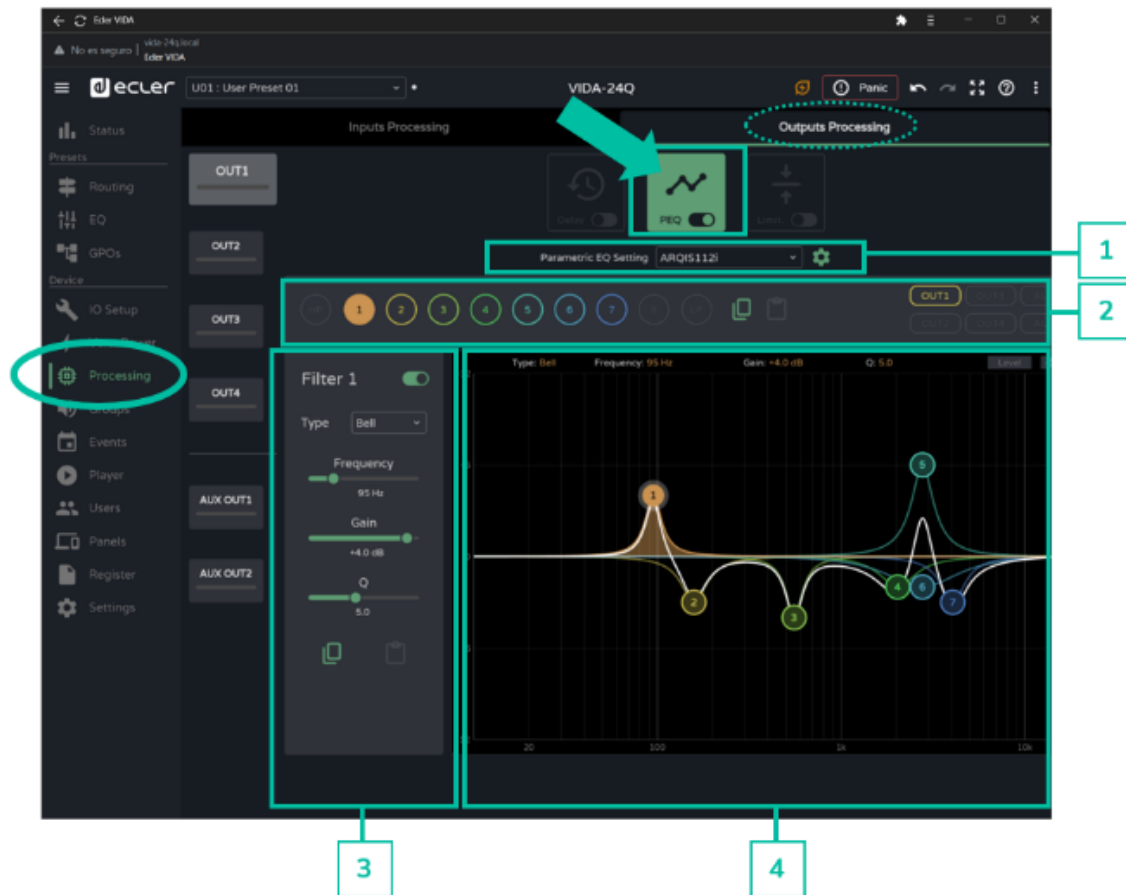 Ecler VIDA
No es seguro
vida-24q.local
Ecler VIDA
ecler
U01 : User Preset 01
VIDA-24Q
Panic
Status
Inputs Processing
Outputs Processing
Presets
Routing
EQ
GPOs
Device
IO Setup
Processing
Groups
Events
Player
Users
Panels
Register
Settings
OUT1
OUT2
OUT3
OUT4
AUX OUT1
AUX OUT2
Delay
PEQ
Limit.
Parametric EQ Setting
ARQIS112i
1
HP
1
2
3
4
5
6
7
LP
OUT1
OUT3
OUT2
OUT4
2
Filter 1
Type
Bell
Frequency
95 Hz
Gain
+4.0 dB
Q
5.0
Type: Bell
Frequency: 95 Hz
Gain: +4.0 dB
Q: 5.0
Level
1
2
3
4
5
6
7
20
100
1k
10k
3
4